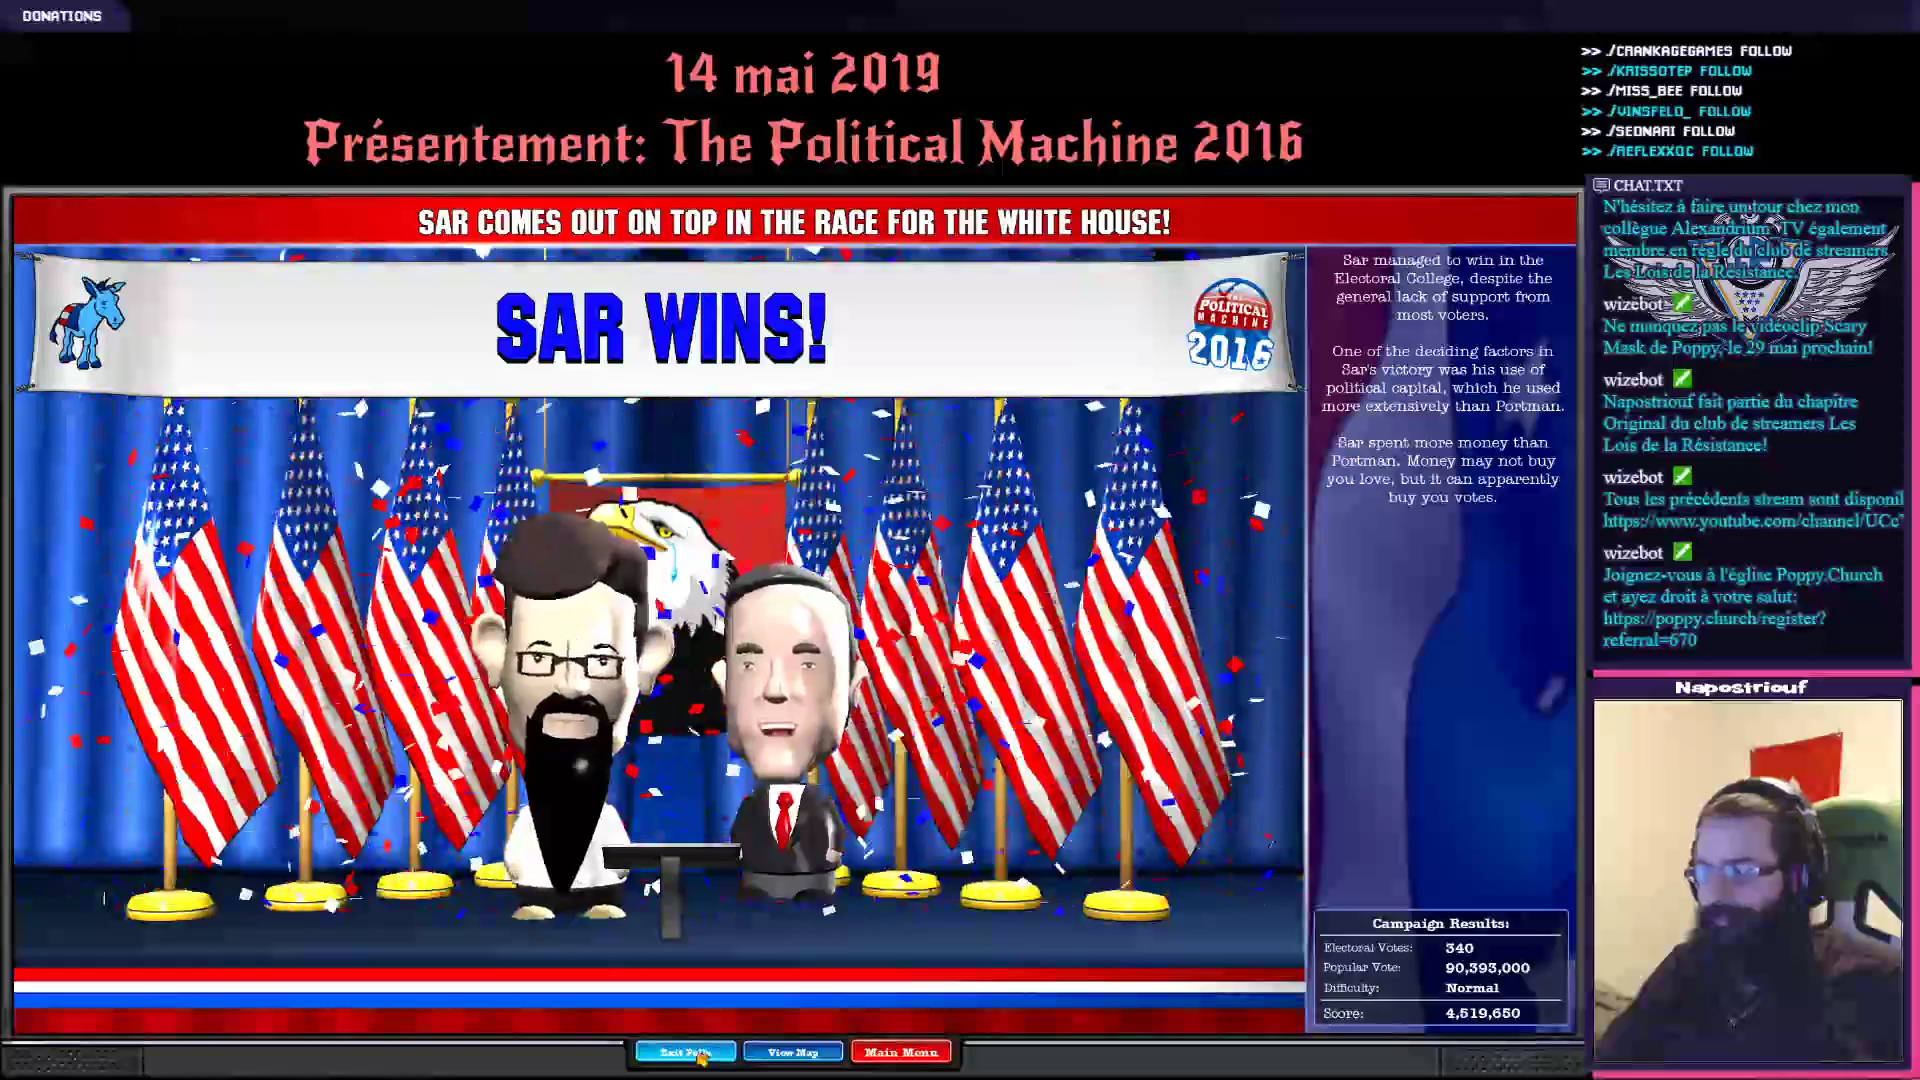 DONATIONS
14 mai 2019
Présentement: The Political Machine 2016
>> ./CRANKAGEGAMES FOLLOW
>> ./KRISSOTEP FOLLOW
>> ./MISS_BEE FOLLOW
>> ./VINSFELD_ FOLLOW
>> ./SEDNARI FOLLOW
>> ./REFLEXXQC FOLLOW
SAR COMES OUT ON TOP IN THE RACE FOR THE WHITE HOUSE!
SAR WINS!
THE
POLITICAL
MACHINE
2016
Sar managed to win in the
Electoral College, despite the
general lack of support from
most voters.
One of the deciding factors in
Sar's victory was his use of
political capital, which he used
more extensively than Portman.
Sar spent more money than
Portman. Money may not buy
you love, but it can apparently
buy you votes.
Campaign Results:
Electoral Votes: 340
Popular Vote: 90,393,000
Difficulty: Normal
Score: 4,519,650
Exit Polls
View Map
Main Menu
CHAT.TXT
N'hésitez à faire un tour chez mon
collègue Alexandrium_TV également
membre en règle du club de streamers
Les Lois de la Résistance.
wizebot
Ne manquez pas le vidéoclip Scary
Mask de Poppy, le 29 mai prochain!
wizebot
Napostriouf fait partie du chapitre
Original du club de streamers Les
Lois de la Résistance!
wizebot
Tous les précédents stream sont disponil
https://www.youtube.com/channel/UCc
wizebot
Joignez-vous à l'église Poppy.Church
et ayez droit à votre salut:
https://poppy.church/register?
referral=670
Napostriouf